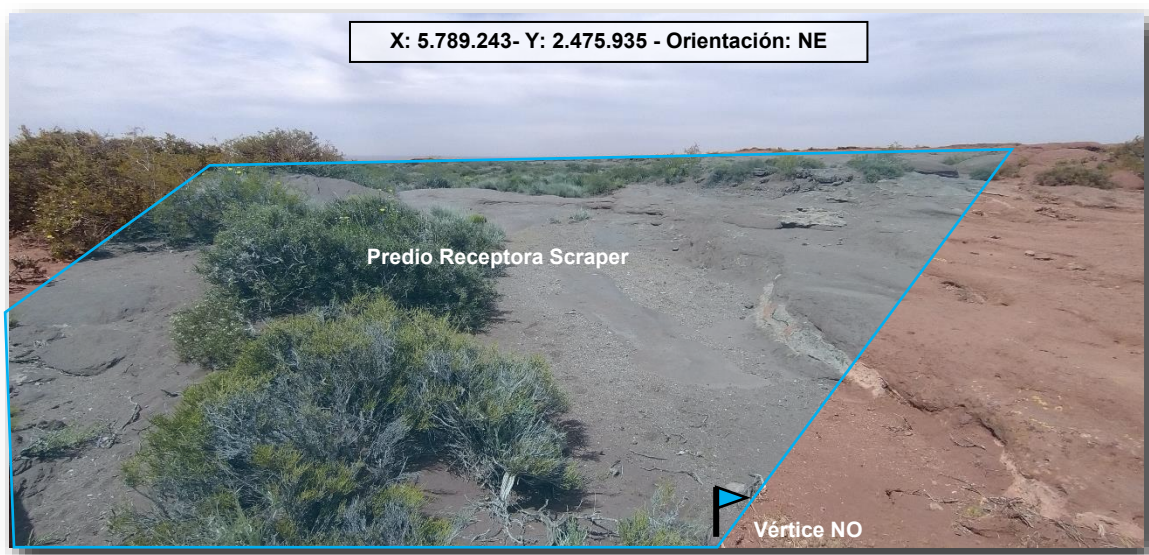 X: 5.789.243- Y: 2.475.935 - Orientación: NE
Predio Receptora Scraper
Vértice NO